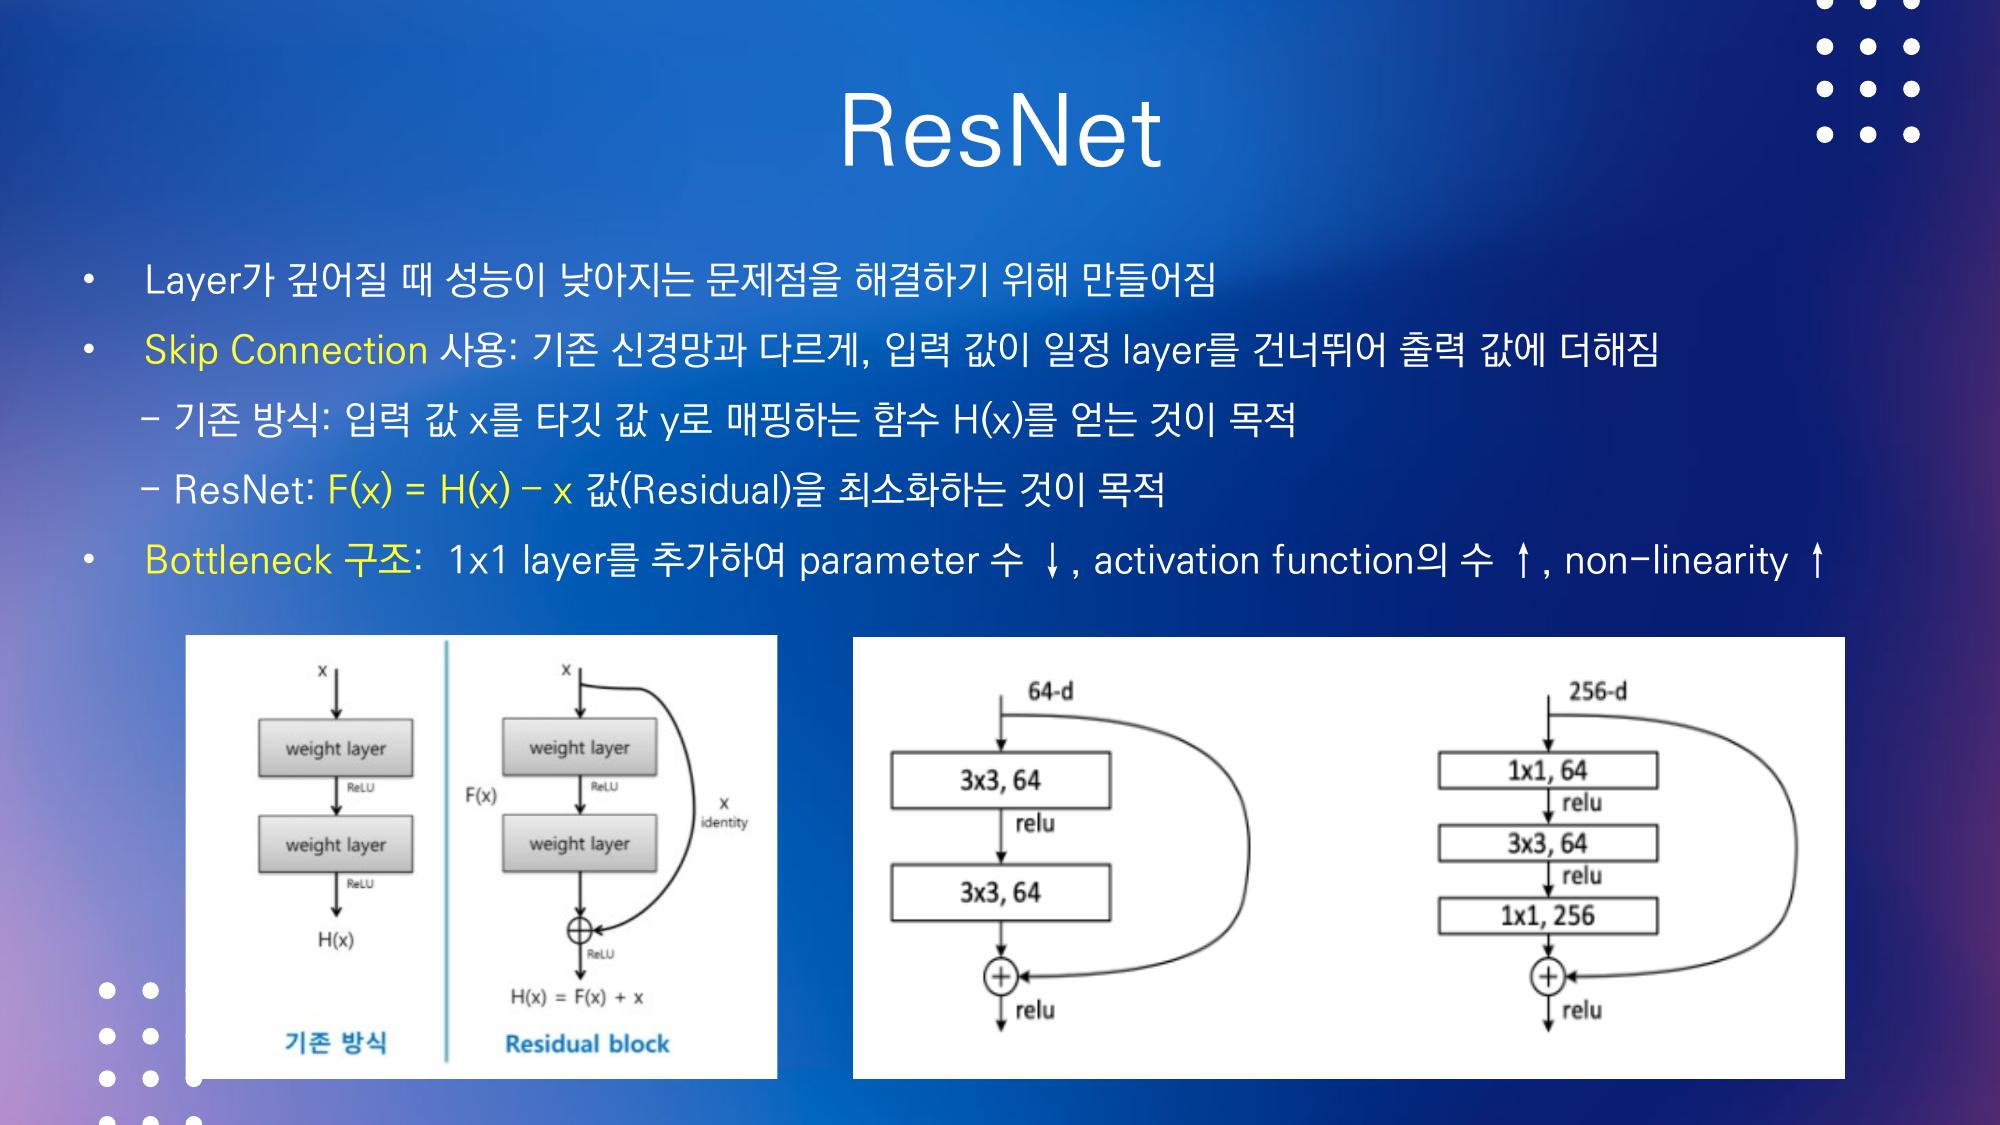 ResNet
• Layer가 깊어질 때 성능이 낮아지는 문제점을 해결하기 위해 만들어짐
• Skip Connection 사용: 기존 신경망과 다르게, 입력 값이 일정 layer를 건너뛰어 출력 값에 더해짐
– 기존 방식: 입력 값 x를 타깃 값 y로 매핑하는 함수 H(x)를 얻는 것이 목적
– ResNet: F(x) = H(x) – x 값(Residual)을 최소화하는 것이 목적
• Bottleneck 구조: 1x1 layer를 추가하여 parameter 수 ↓, activation function의 수 ↑, non-linearity ↑
x
weight layer
ReLU
weight layer
ReLU
H(x)
기존 방식
x
weight layer
F(x)
ReLU
x
identity
weight layer
ReLU
H(x) = F(x) + x
Residual block
64-d
3x3, 64
relu
3x3, 64
+
relu
256-d
1x1, 64
relu
3x3, 64
relu
1x1, 256
+
relu